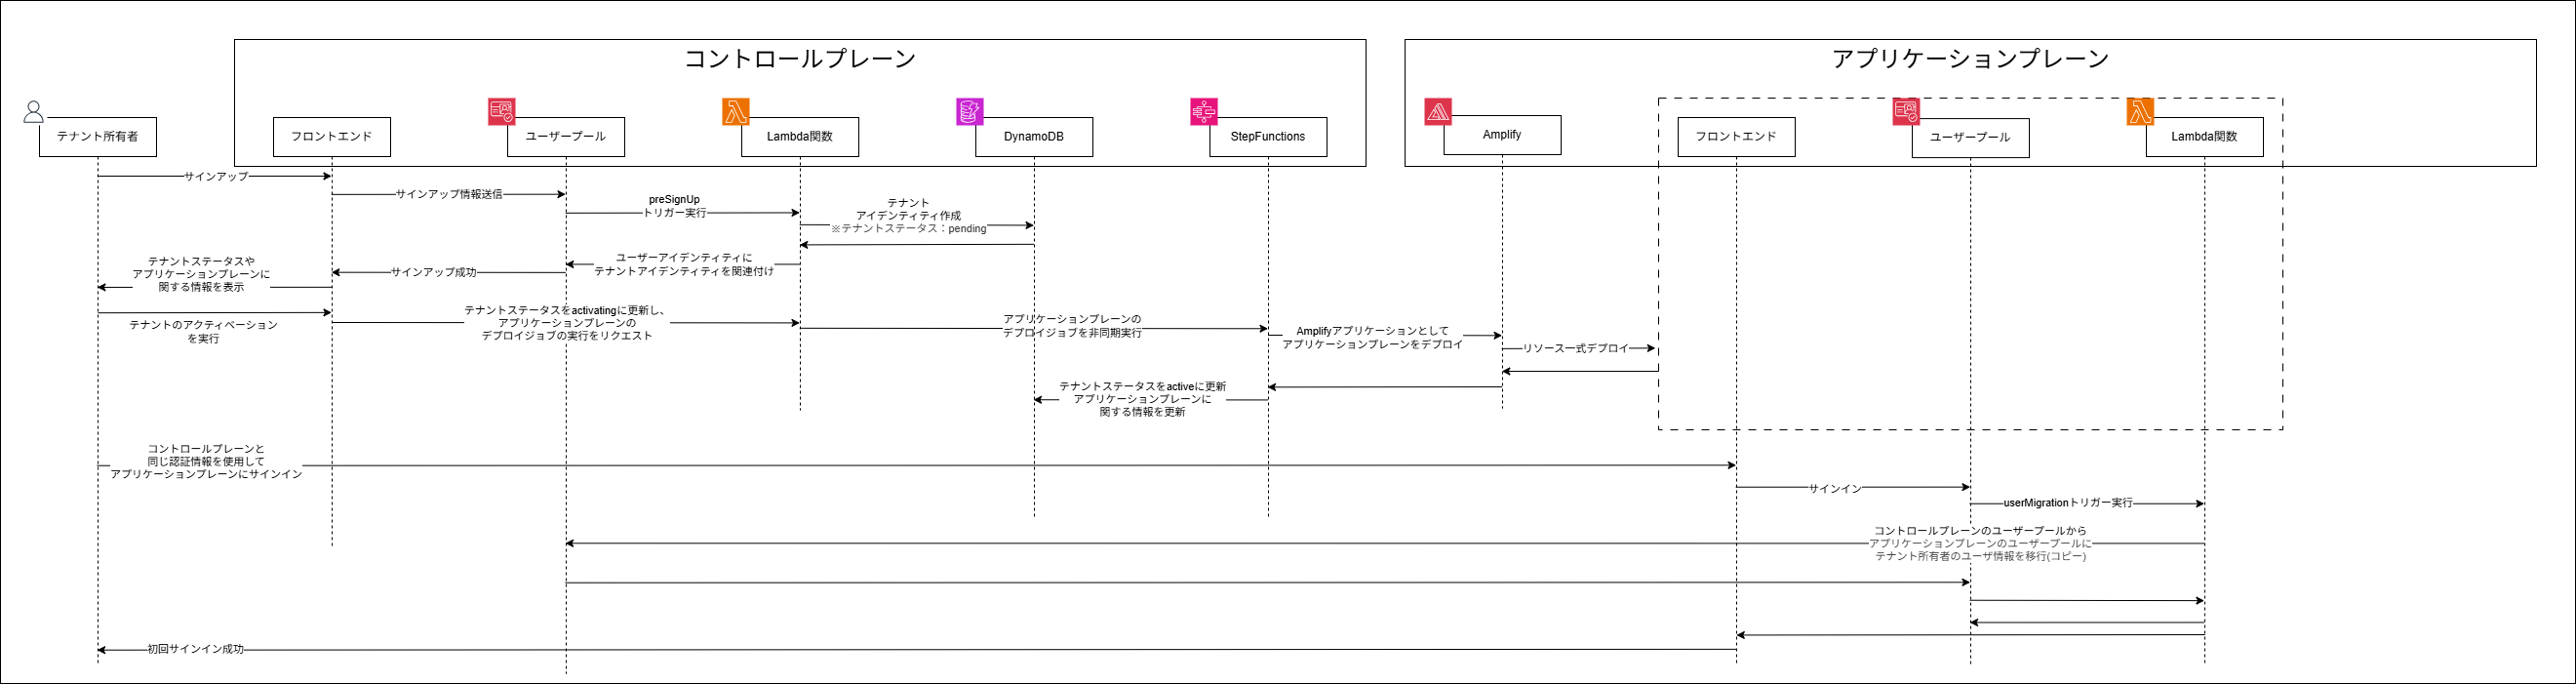 コントロールプレーン
アプリケーションプレーン
テナント所有者
フロントエンド
ユーザープール
Lambda関数
DynamoDB
StepFunctions
Amplify
フロントエンド
ユーザープール
Lambda関数
サインアップ
サインアップ情報送信
preSignUp
トリガー実行
テナント
アイデンティティ作成
※テナントステータス：pending
ユーザーアイデンティティに
テナントアイデンティティを関連付け
サインアップ成功
テナントステータスや
アプリケーションプレーンに
関する情報を表示
テナントのアクティベーション
を実行
テナントステータスをactivatingに更新し、
アプリケーションプレーンの
デプロイジョブの実行をリクエスト
アプリケーションプレーンの
デプロイジョブを非同期実行
Amplifyアプリケーションとして
アプリケーションプレーンをデプロイ
リソース一式デプロイ
テナントステータスをactiveに更新
アプリケーションプレーンに
関する情報を更新
コントロールプレーンと
同じ認証情報を使用して
アプリケーションプレーンにサインイン
サインイン
userMigrationトリガー実行
コントロールプレーンのユーザープールから
アプリケーションプレーンのユーザープールに
テナント所有者のユーザ情報を移行(コピー)
初回サインイン成功